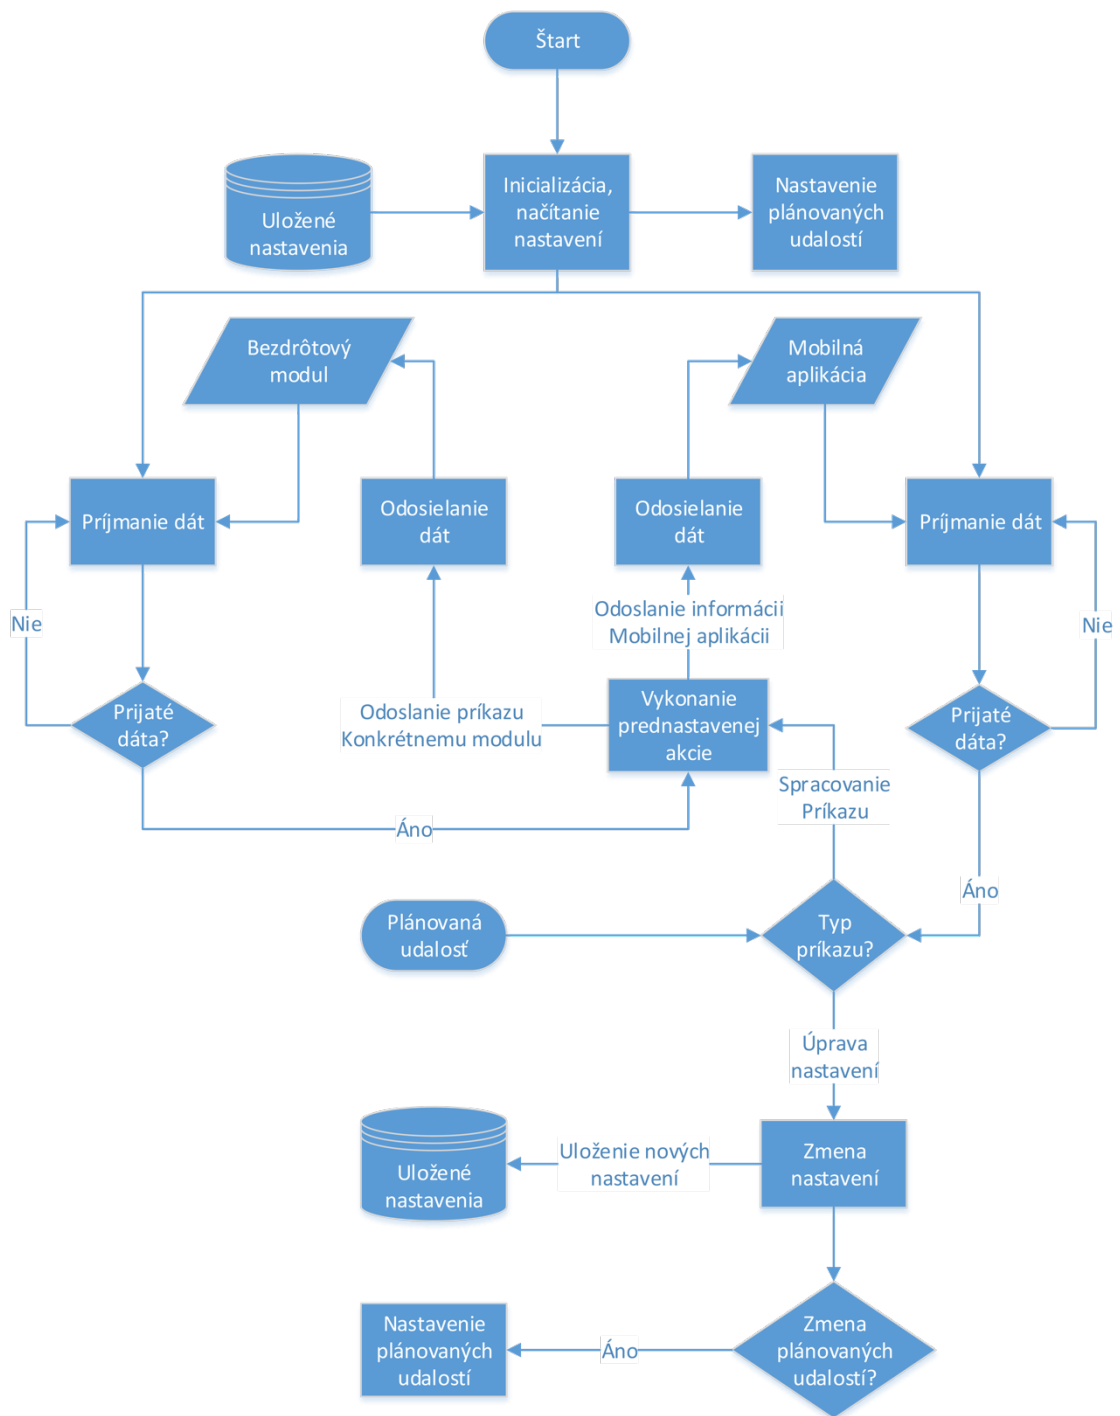 Štart
Uložené
nastavenia
Inicializácia,
načítanie
nastavení
Nastavenie
plánovaných
udalostí
Bezdrôtový
modul
Mobilná
aplikácia
Príjmanie dát
Odosielanie
dát
Odosielanie
dát
Príjmanie dát
Nie
Odoslanie informácii
Mobilnej aplikácii
Nie
Prijaté
dáta?
Odoslanie príkazu
Konkrétnemu modulu
Vykonanie
prednastavenej
akcie
Prijaté
dáta?
Spracovanie
Príkazu
Áno
Áno
Plánovaná
udalosť
Typ
príkazu?
Úprava
nastavení
Uložené
nastavenia
Uloženie nových
nastavení
Zmena
nastavení
Nastavenie
plánovaných
udalostí
Áno
Zmena
plánovaných
udalostí?